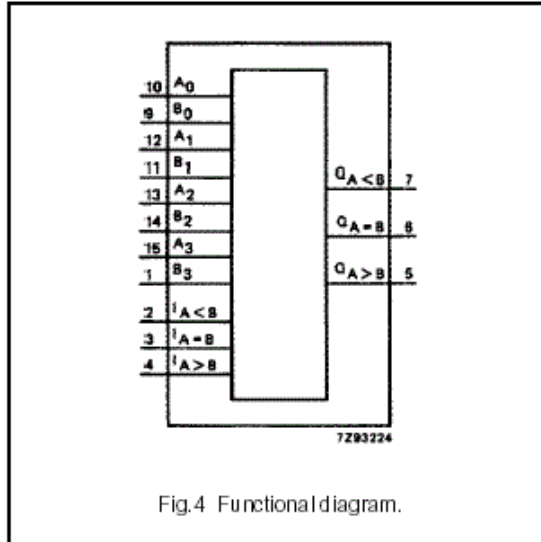 10 A0
9 B0
12 A1
11 B1
13 A2
14 B2
15 A3
1 B3
2 IA<B
3 IA=B
4 IA>B
QA<B 7
QA=B 6
QA>B 5
7Z93224
Fig.4 Functional diagram.